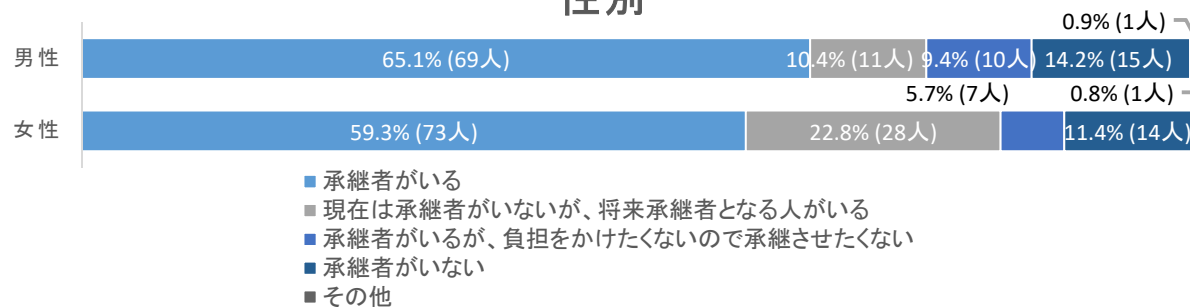 性別
0.9% (1人)
男性
65.1% (69人)
10.4% (11人)
9.4% (10人)
14.2% (15人)
5.7% (7人)
0.8% (1人)
女性
59.3% (73人)
22.8% (28人)
11.4% (14人)
承継者がいる
現在は承継者がいないが、将来承継者となる人がいる
承継者がいるが、負担をかけたくないので承継させたくない
承継者がいない
その他